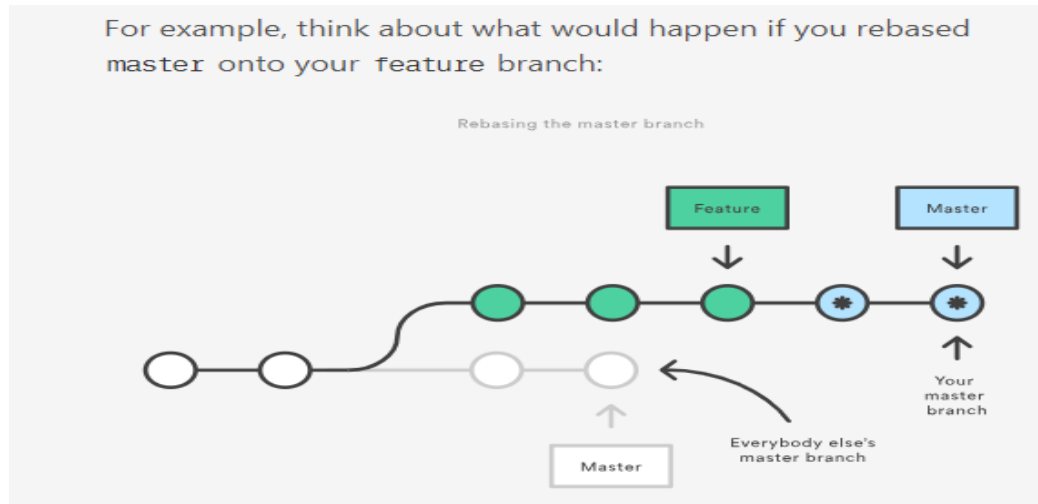 For example, think about what would happen if you rebased
master onto your feature branch:
Rebasing the master branch
Feature
Master
Your
master
branch
Everybody else's
master branch
Master